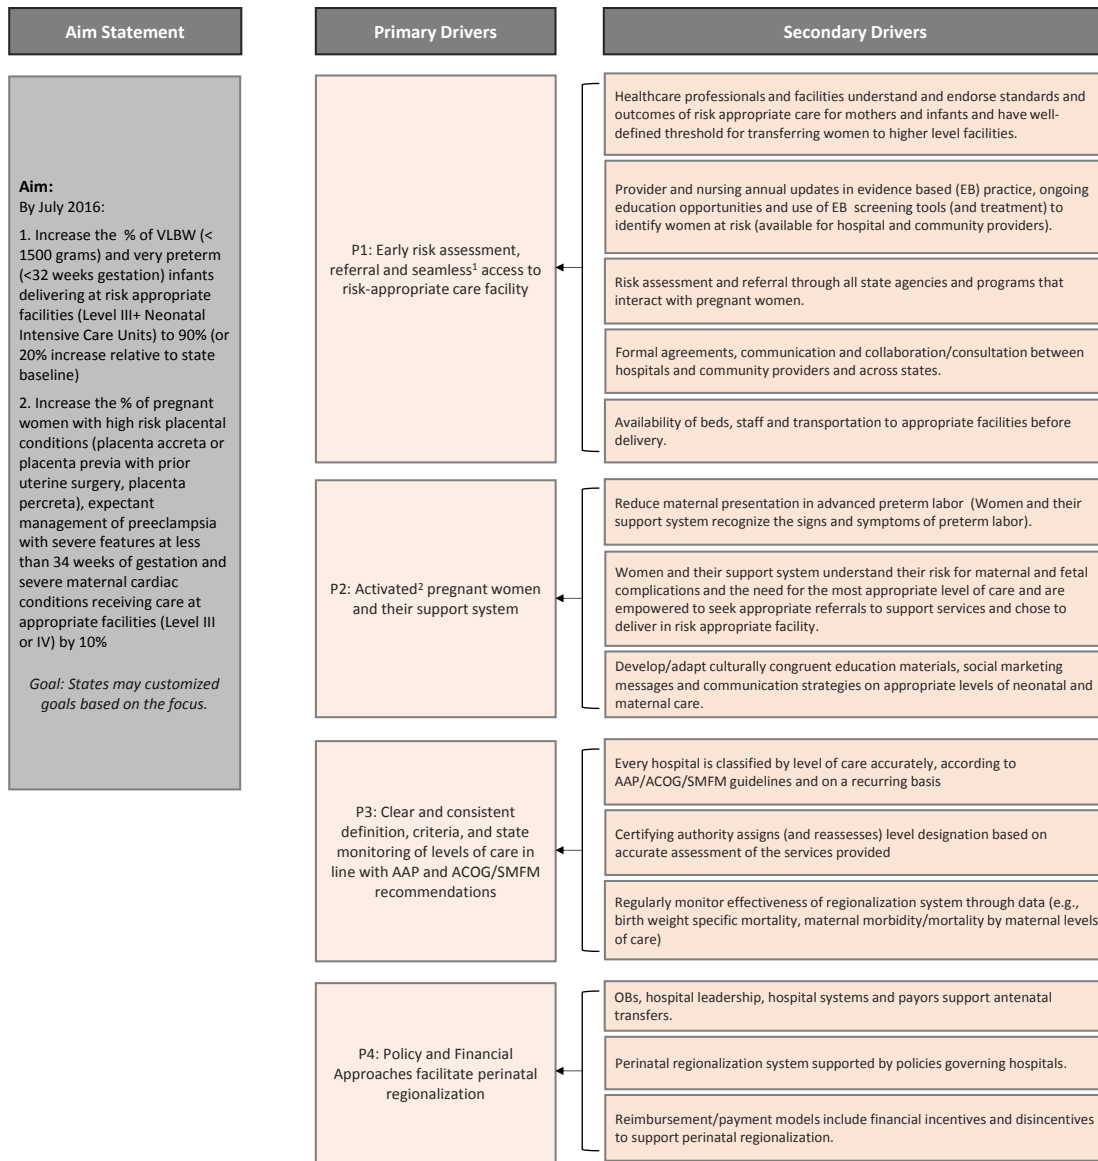 Aim Statement
Primary Drivers
Secondary Drivers
Aim:
By July 2016:
1. Increase the % of VLBW (<
1500 grams) and very preterm
(<32 weeks gestation) infants
delivering at risk appropriate
facilities (Level III+ Neonatal
Intensive Care Units) to 90% (or
20% increase relative to state
baseline)
2. Increase the % of pregnant
women with high risk placental
conditions (placenta accreta or
placenta previa with prior
uterine surgery, placenta
percreta), expectant
management of preeclampsia
with severe features at less
than 34 weeks of gestation and
severe maternal cardiac
conditions receiving care at
appropriate facilities (Level III
or IV) by 10%
Goal: States may customized
goals based on the focus.
P1: Early risk assessment,
referral and seamless¹ access to
risk-appropriate care facility
Healthcare professionals and facilities understand and endorse standards and
outcomes of risk appropriate care for mothers and infants and have well-
defined threshold for transferring women to higher level facilities.
Provider and nursing annual updates in evidence based (EB) practice, ongoing
education opportunities and use of EB screening tools (and treatment) to
identify women at risk (available for hospital and community providers).
Risk assessment and referral through all state agencies and programs that
interact with pregnant women.
Formal agreements, communication and collaboration/consultation between
hospitals and community providers and across states.
Availability of beds, staff and transportation to appropriate facilities before
delivery.
P2: Activated² pregnant women
and their support system
Reduce maternal presentation in advanced preterm labor (Women and their
support system recognize the signs and symptoms of preterm labor).
Women and their support system understand their risk for maternal and fetal
complications and the need for the most appropriate level of care and are
empowered to seek appropriate referrals to support services and chose to
deliver in risk appropriate facility.
Develop/adapt culturally congruent education materials, social marketing
messages and communication strategies on appropriate levels of neonatal and
maternal care.
P3: Clear and consistent
definition, criteria, and state
monitoring of levels of care in
line with AAP and ACOG/SMFM
recommendations
Every hospital is classified by level of care accurately, according to
AAP/ACOG/SMFM guidelines and on a recurring basis
Certifying authority assigns (and reassesses) level designation based on
accurate assessment of the services provided
Regularly monitor effectiveness of regionalization system through data (e.g.,
birth weight specific mortality, maternal morbidity/mortality by maternal levels
of care)
P4: Policy and Financial
Approaches facilitate perinatal
regionalization
OBs, hospital leadership, hospital systems and payors support antenatal
transfers.
Perinatal regionalization system supported by policies governing hospitals.
Reimbursement/payment models include financial incentives and disincentives
to support perinatal regionalization.